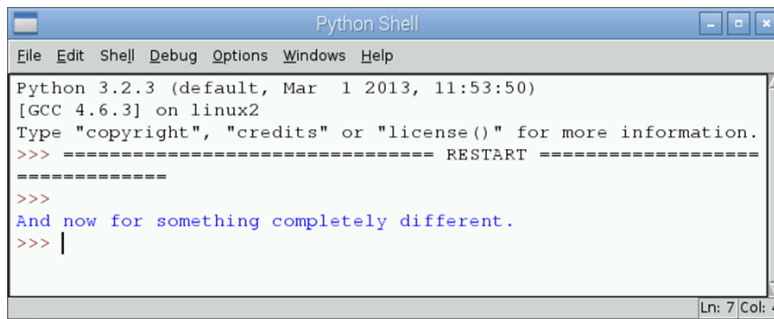 Python Shell
File Edit Shell Debug Options Windows Help
Python 3.2.3 (default, Mar  1 2013, 11:53:50)
[GCC 4.6.3] on linux2
Type "copyright", "credits" or "license()" for more information.
>>> ================================ RESTART ===================
=============
>>>
And now for something completely different.
>>>
Ln: 7 Col: